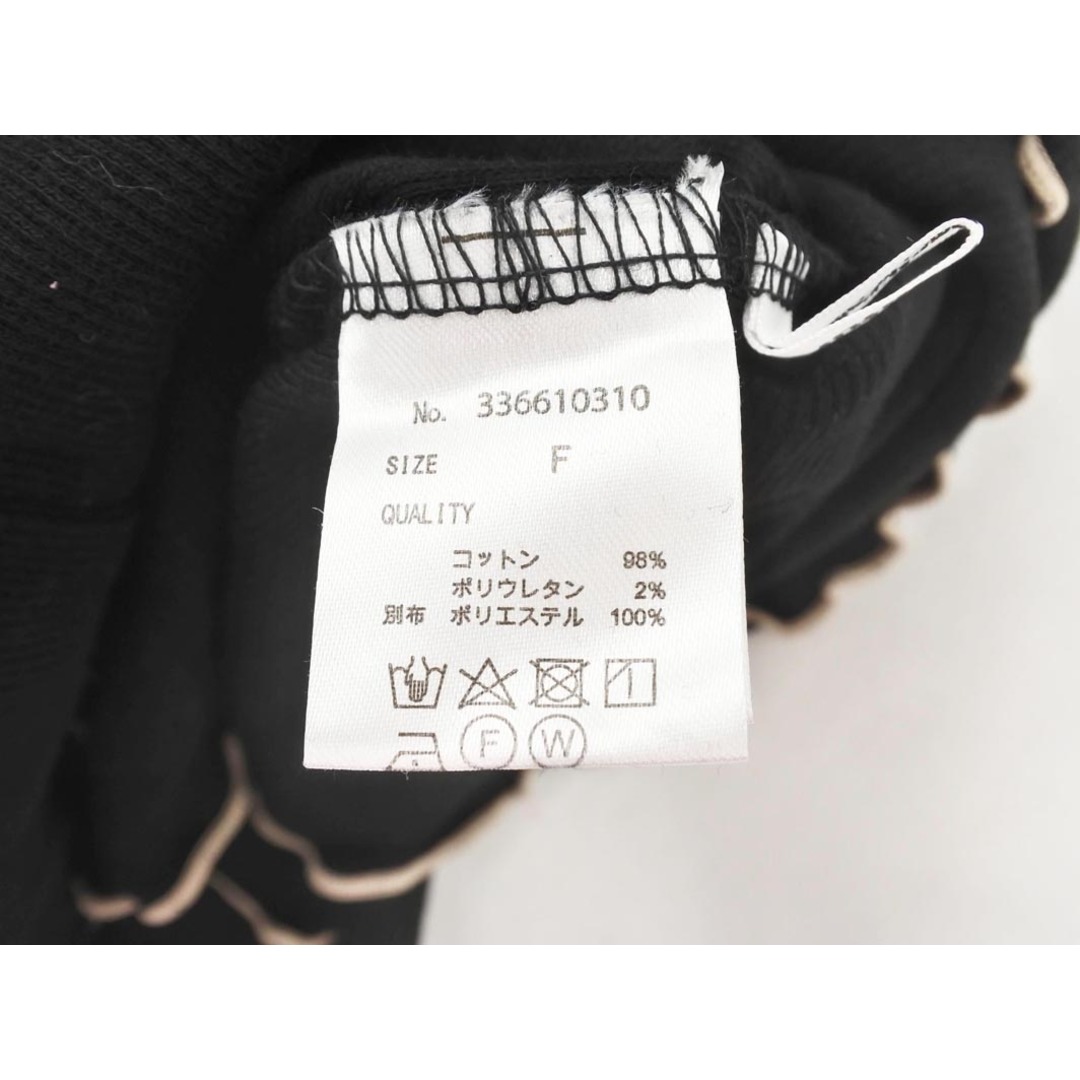 No. 336610310
SIZE F
QUALITY
コットン 98%
ポリウレタン 2%
別布 ポリエステル 100%
F W